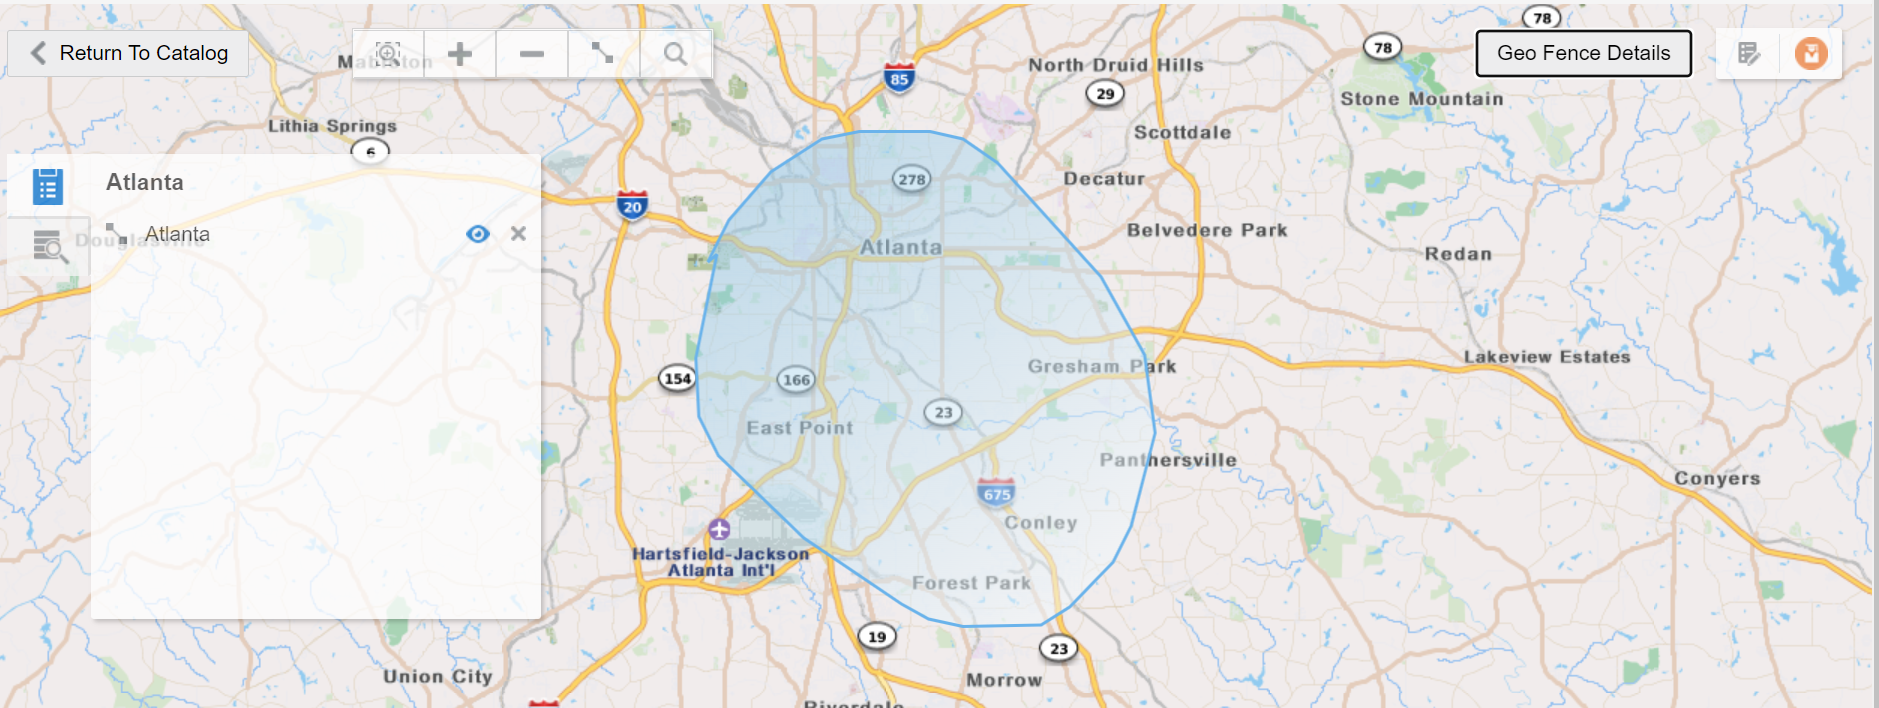 78
Return To Catalog
Geo Fence Details
78
North Druid Hills
85
29
Stone Mountain
Lithia Springs
Scottdale
6
Atlanta
278
Decatur
20
Atlanta
Douglasville
Belvedere Park
Atlanta
Redan
Lakeview Estates
Gresham Park
154
166
23
East Point
Panthersville
Conyers
675
Conley
Hartsfield-Jackson
Atlanta Int'l
Forest Park
19
23
Union City
Morrow
Riverdale